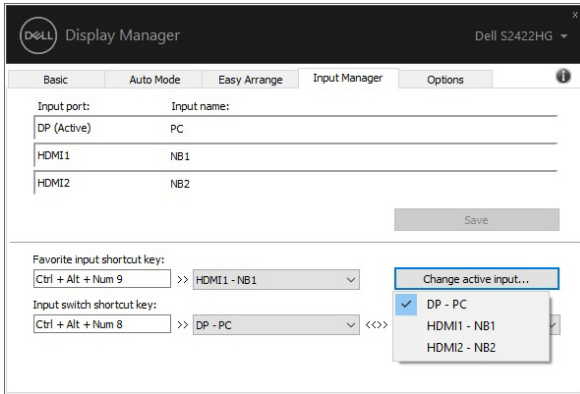 DELL Display Manager
Dell S2422HG
×
Basic Auto Mode Easy Arrange Input Manager Options
Input port: Input name:
DP (Active) PC
HDMI1 NB1
HDMI2 NB2
Save
Favorite input shortcut key:
Ctrl + Alt + Num 9 >> HDMI1 - NB1 Change active input...
Input switch shortcut key:
Ctrl + Alt + Num 8 >> DP - PC <<>>
DP - PC
HDMI1 - NB1
HDMI2 - NB2